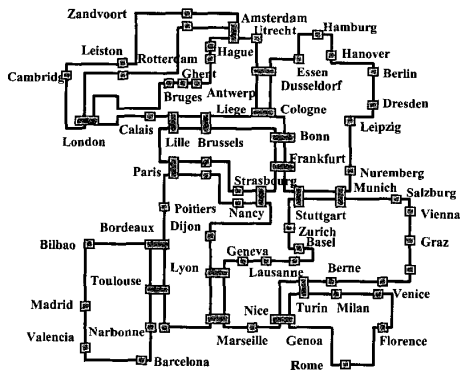 Zandvoort
Amsterdam
Utrecht
Hamburg
Leiston
Rotterdam
Hague
Hanover
Cambridg
Ghent
Essen
Berlin
Bruges
Antwerp
Dusseldorf
Dresden
Liege
Cologne
London
Calais
Lille
Brussels
Bonn
Leipzig
Paris
Strasbourg
Frankfurt
Nuremberg
Munich
Salzburg
Poitiers
Nancy
Stuttgart
Vienna
Bordeaux
Dijon
Zurich
Basel
Bilbao
Geneva
Graz
Toulouse
Lyon
Lausanne
Berne
Madrid
Nice
Turin
Milan
Venice
Valencia
Narbonne
Marseille
Genoa
Florence
Barcelona
Rome